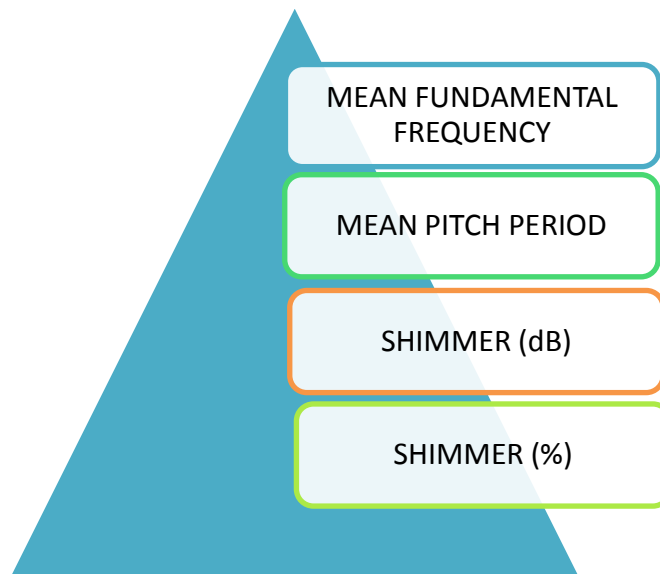 MEAN FUNDAMENTAL
FREQUENCY
MEAN PITCH PERIOD
SHIMMER (dB)
SHIMMER (%)